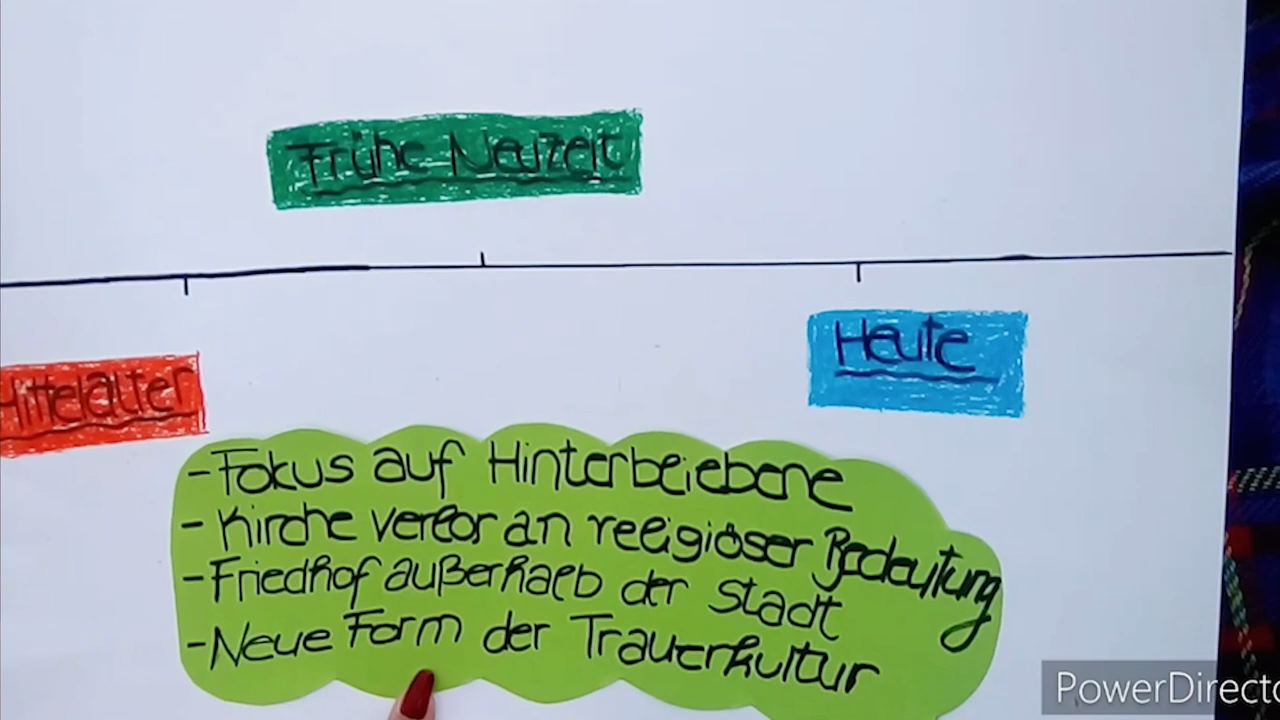 Frühe Neuzeit
Heute
Mittelalter
- Fokus auf Hinterbliebene
- Kirche verlor an religiöser Bedeutung
- Friedhof außerhalb der Stadt
- Neue Form der Trauerkultur
PowerDirecto